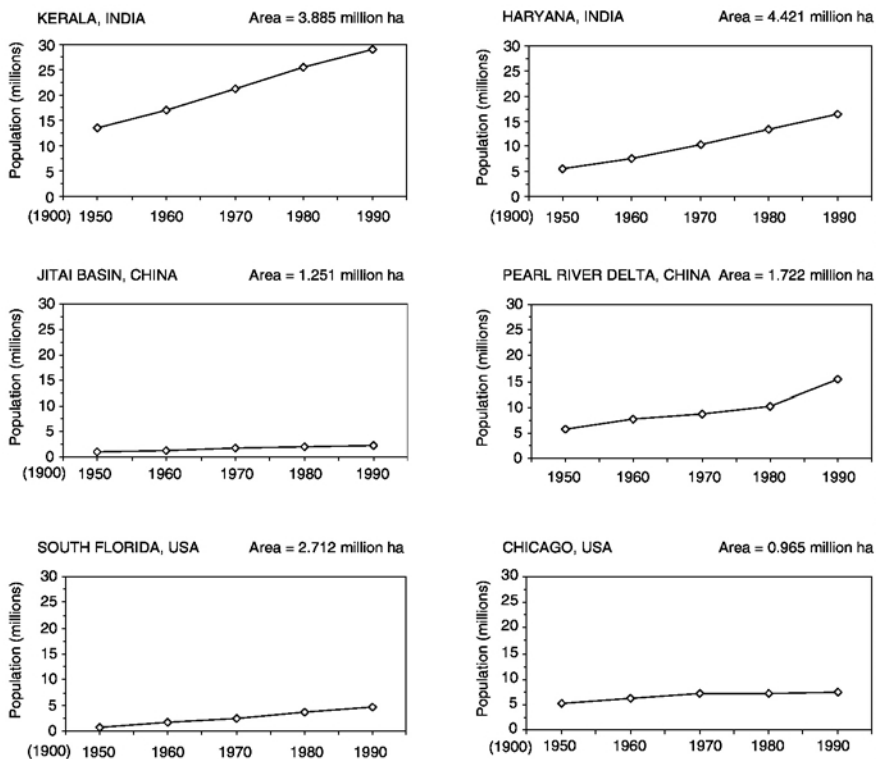 KERALA, INDIA Area = 3.885 million ha
Population (millions)
30
25
20
15
10
5
0
(1900) 1950 1960 1970 1980 1990
HARYANA, INDIA Area = 4.421 million ha
Population (millions)
30
25
20
15
10
5
0
(1900) 1950 1960 1970 1980 1990
JITAI BASIN, CHINA Area = 1.251 million ha
Population (millions)
30
25
20
15
10
5
0
(1900) 1950 1960 1970 1980 1990
PEARL RIVER DELTA, CHINA Area = 1.722 million ha
Population (millions)
30
25
20
15
10
5
0
1950 1960 1970 1980 1990
SOUTH FLORIDA, USA Area = 2.712 million ha
Population (millions)
30
25
20
15
10
5
0
(1900) 1950 1960 1970 1980 1990
CHICAGO, USA Area = 0.965 million ha
Population (millions)
30
25
20
15
10
5
0
(1900) 1950 1960 1970 1980 1990